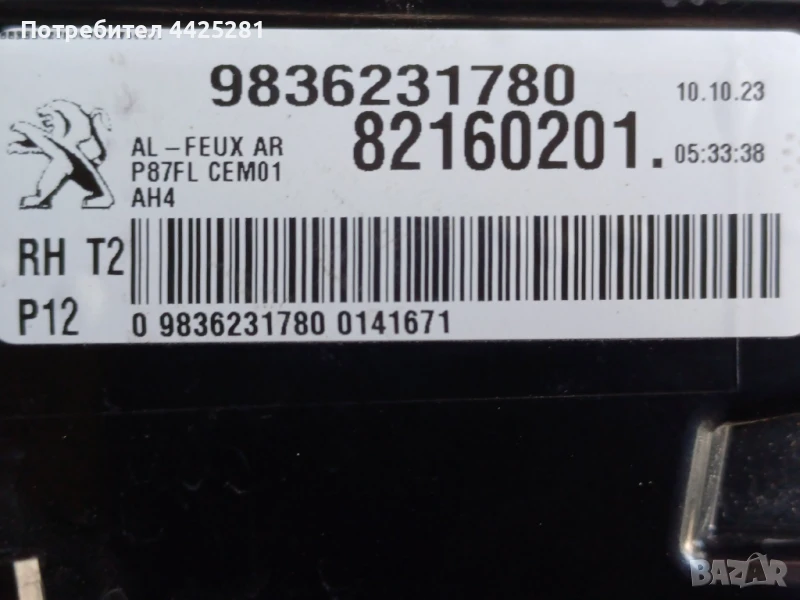 Потребител 4425281
9836231780
10.10.23
AL-FEUX AR
82160201.
05:33:38
P87FL CEM01
AH4
RH T2
P12
0 9836231780 0141671
BAZAR